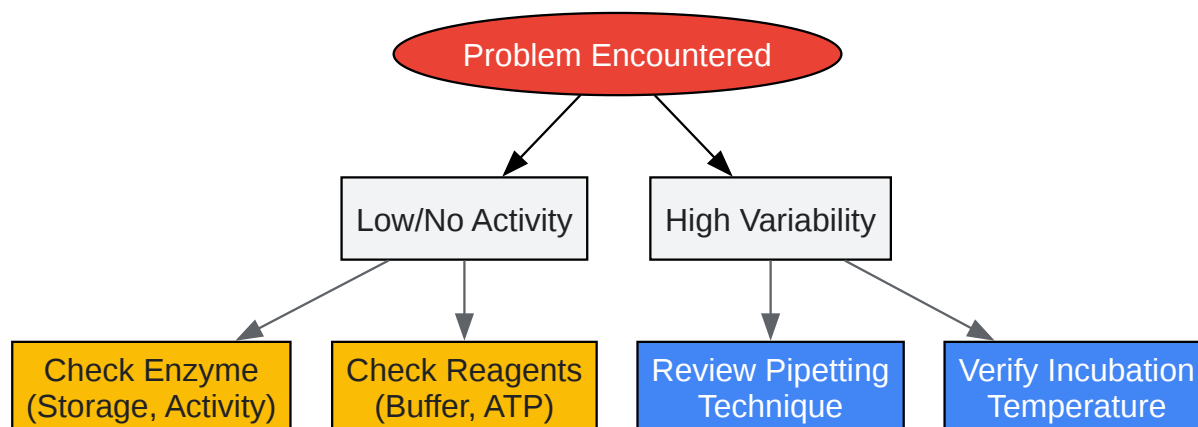 Problem Encountered
Low/No Activity
High Variability
Check Enzyme
(Storage, Activity)
Check Reagents
(Buffer, ATP)
Review Pipetting
Technique
Verify Incubation
Temperature